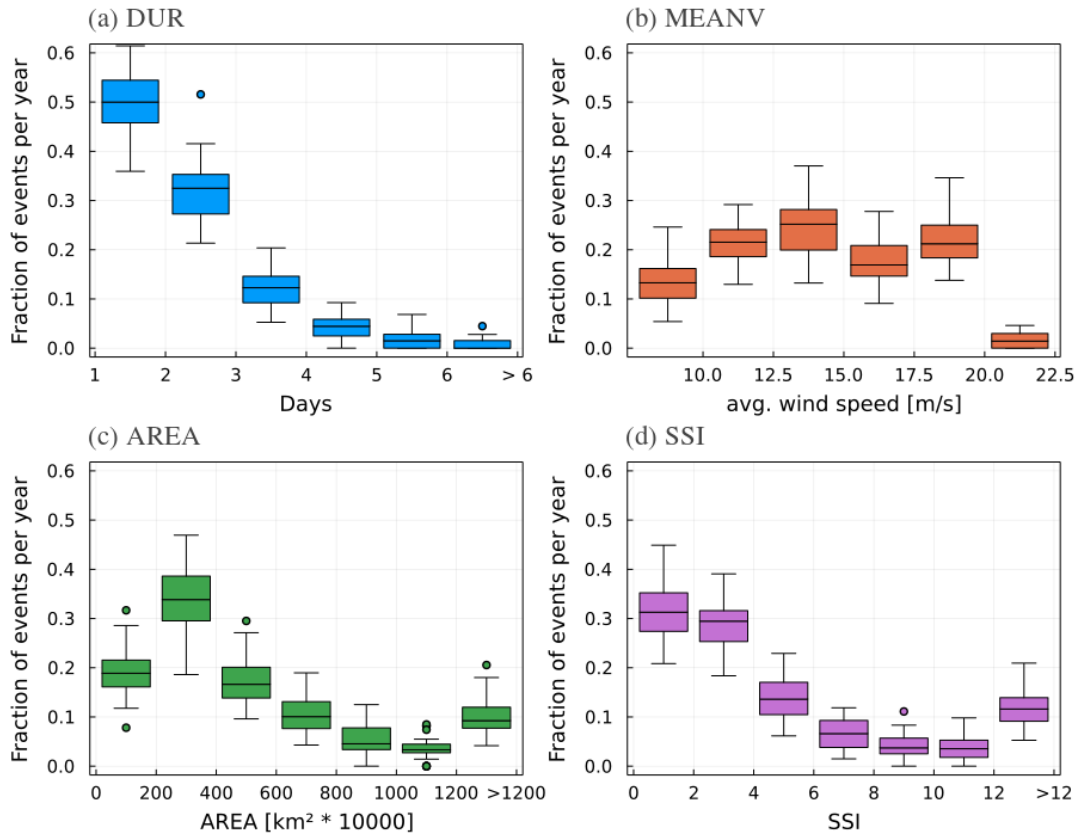 (a) DUR
Fraction of events per year
0.6
0.5
0.4
0.3
0.2
0.1
0.0
1 2 3 4 5 6 > 6
Days
(b) MEANV
Fraction of events per year
0.6
0.5
0.4
0.3
0.2
0.1
0.0
10.0 12.5 15.0 17.5 20.0 22.5
avg. wind speed [m/s]
(c) AREA
Fraction of events per year
0.6
0.5
0.4
0.3
0.2
0.1
0.0
0 200 400 600 800 1000 1200 >1200
AREA [km² * 10000]
(d) SSI
Fraction of events per year
0.6
0.5
0.4
0.3
0.2
0.1
0.0
0 2 4 6 8 10 12 >12
SSI